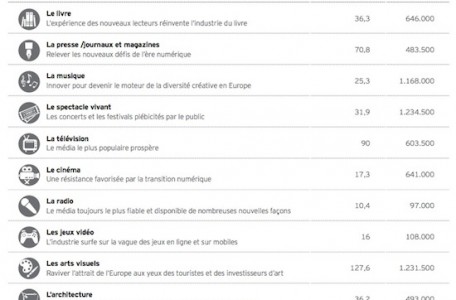 Le livre
L'expérience des nouveaux lecteurs réinvente l'industrie du livre
36,3 646.000
La presse /journaux et magazines
Relever les nouveaux défis de l'ère numérique
70,8 483.500
La musique
Innover pour devenir le moteur de la diversité créative en Europe
25,3 1.168.000
Le spectacle vivant
Les concerts et les festivals plébicités par le public
31,9 1.234.500
La télévision
Le média le plus populaire prospère
90 603.500
Le cinéma
Une résistance favorisée par la transition numérique
17,3 641.000
La radio
Le média toujours le plus fiable et disponible de nombreuses nouvelles façons
10,4 97.000
Les jeux vidéo
L'industrie surfe sur la vague des jeux en ligne et sur mobiles
16 108.000
Les arts visuels
Raviver l'attrait de l'Europe aux yeux des touristes et des investisseurs d'art
127,6 1.231.500
L'architecture
36,2 493.000